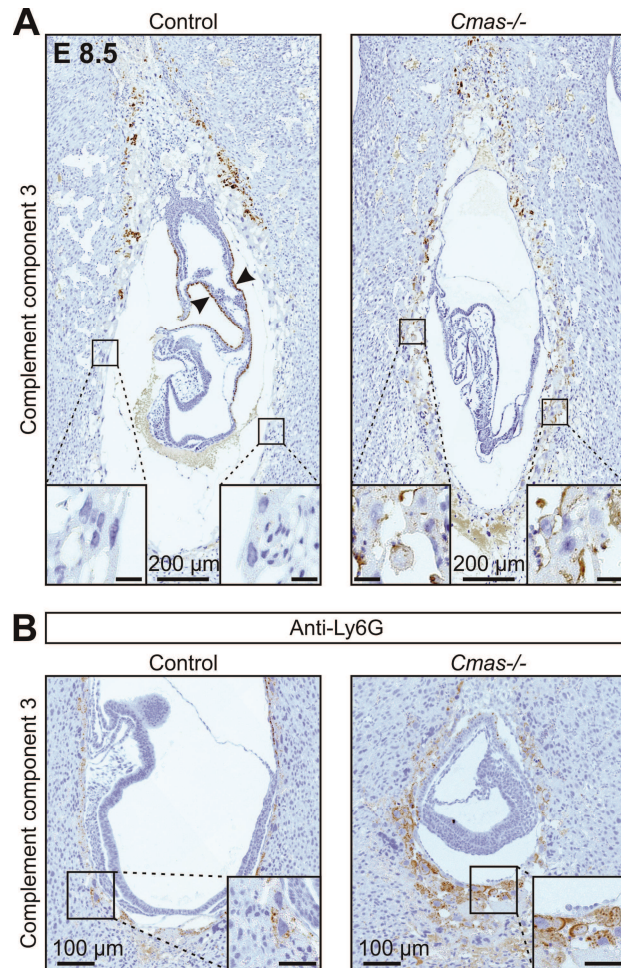 A
Control
Cmas-/-
E 8.5
Complement component 3
200 µm
200 µm
B
Anti-Ly6G
Control
Cmas-/-
Complement component 3
100 µm
100 µm